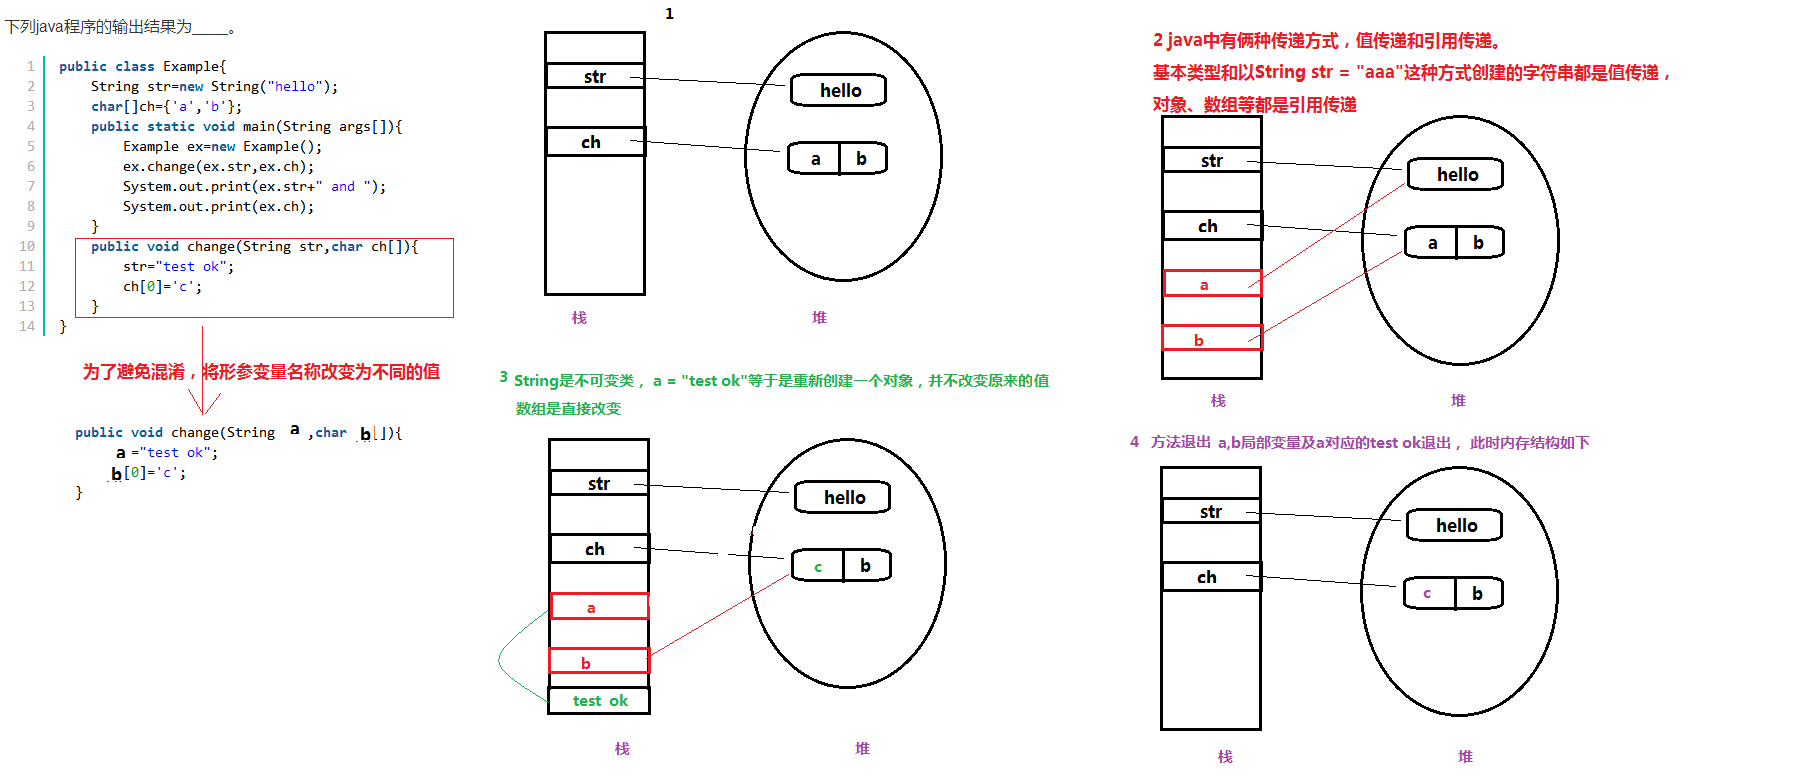 下列java程序的输出结果为_____。
1 public class Example{
2 String str=new String("hello");
3 char[]ch={'a','b'};
4 public static void main(String args[]){
5 Example ex=new Example();
6 ex.change(ex.str,ex.ch);
7 System.out.print(ex.str+" and ");
8 System.out.print(ex.ch);
9 }
10 public void change(String str,char ch[]){
11 str="test ok";
12 ch[0]='c';
13 }
14 }
为了避免混淆，将形参变量名称改变为不同的值
public void change(String a ,char b[]){
a ="test ok";
b[0]='c';
}
1
str
hello
ch
a b
栈
堆
2 java中有俩种传递方式，值传递和引用传递。
基本类型和以String str = "aaa"这种方式创建的字符串都是值传递，
对象、数组等都是引用传递
str
hello
ch
a b
a
b
栈
堆
3 String是不可变类， a = "test ok"等于是重新创建一个对象，并不改变原来的值
数组是直接改变
str
hello
ch
c b
a
b
test ok
栈
堆
4 方法退出 a,b局部变量及a对应的test ok退出， 此时内存结构如下
str
hello
ch
c b
栈
堆